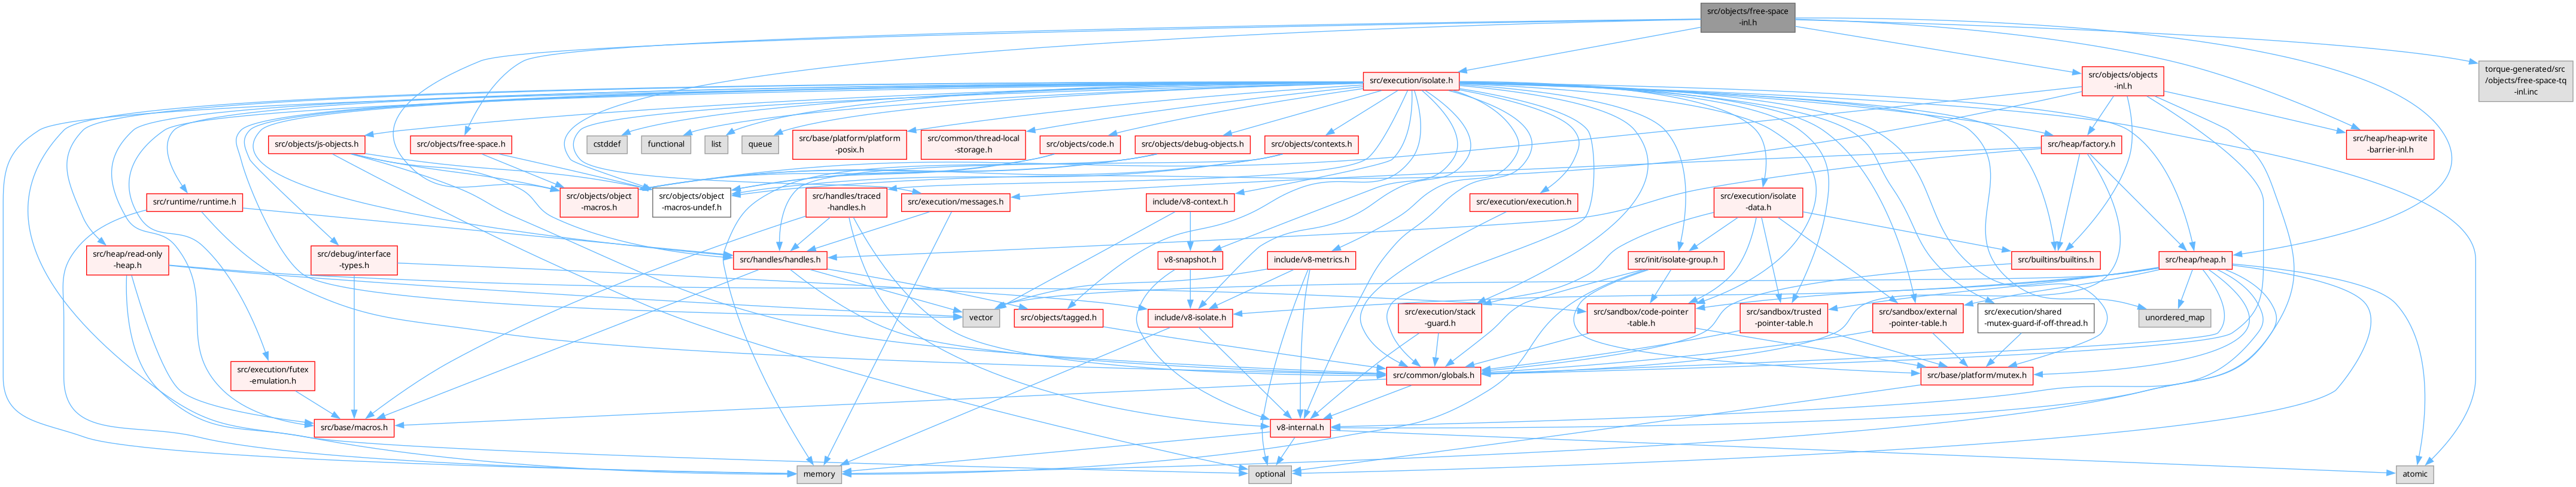 src/objects/free-space
-inl.h
torque-generated/src
/objects/free-space-tq
-inl.inc
src/execution/isolate.h
src/objects/objects
-inl.h
src/objects/js-objects.h
src/objects/free-space.h
cstddef
functional
list
queue
src/base/platform/platform
-posix.h
src/common/thread-local
-storage.h
src/objects/code.h
src/objects/debug-objects.h
src/objects/contexts.h
src/heap/factory.h
src/heap/heap-write
-barrier-inl.h
src/runtime/runtime.h
src/objects/object
-macros.h
src/objects/object
-macros-undef.h
src/handles/traced
-handles.h
src/execution/messages.h
include/v8-context.h
src/execution/execution.h
src/execution/isolate
-data.h
src/heap/read-only
-heap.h
src/debug/interface
-types.h
src/handles/handles.h
v8-snapshot.h
include/v8-metrics.h
src/init/isolate-group.h
src/builtins/builtins.h
src/heap/heap.h
vector
src/objects/tagged.h
include/v8-isolate.h
src/execution/stack
-guard.h
src/sandbox/code-pointer
-table.h
src/sandbox/trusted
-pointer-table.h
src/sandbox/external
-pointer-table.h
src/execution/shared
-mutex-guard-if-off-thread.h
unordered_map
src/execution/futex
-emulation.h
src/common/globals.h
src/base/platform/mutex.h
src/base/macros.h
v8-internal.h
memory
optional
atomic